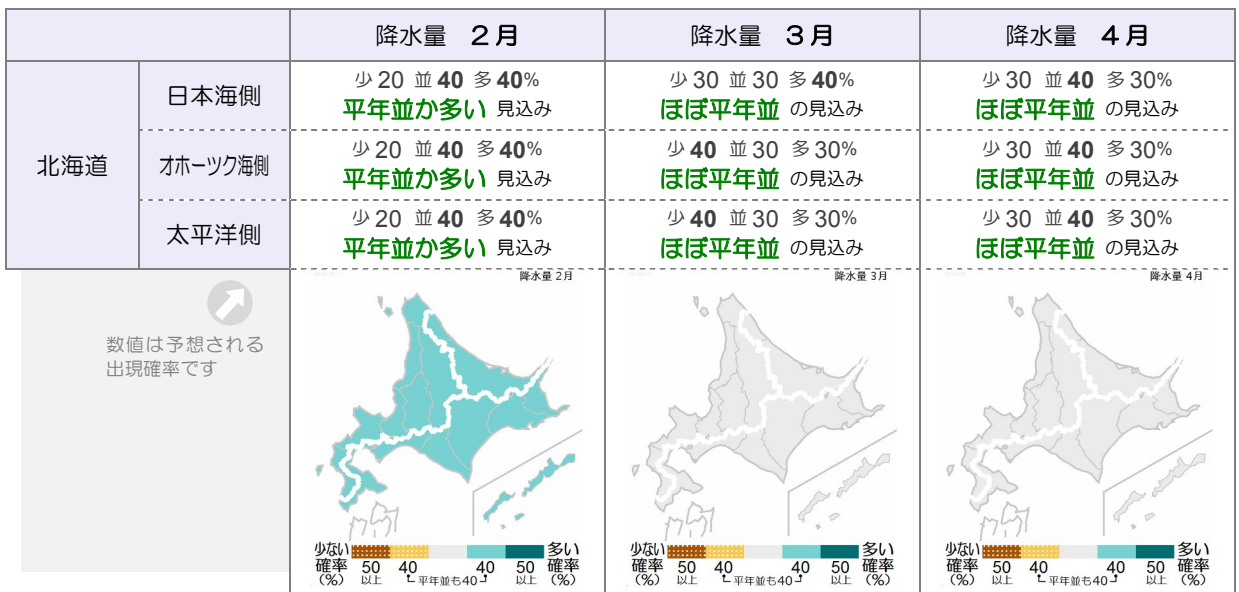 降水量 2月
降水量 3月
降水量 4月
北海道
日本海側
少20 並40 多40%
平年並か多い 見込み
少30 並30 多40%
ほぼ平年並 の見込み
少30 並40 多30%
ほぼ平年並 の見込み
オホーツク海側
少20 並40 多40%
平年並か多い 見込み
少40 並30 多30%
ほぼ平年並 の見込み
少30 並40 多30%
ほぼ平年並 の見込み
太平洋側
少20 並40 多40%
平年並か多い 見込み
少40 並30 多30%
ほぼ平年並 の見込み
少30 並40 多30%
ほぼ平年並 の見込み
数値は予想される
出現確率です
降水量 2月
少ない 多い
確率 50 40 40 50 確率
(%) 以上 平年並も40 以上 (%)
降水量 3月
少ない 多い
確率 50 40 40 50 確率
(%) 以上 平年並も40 以上 (%)
降水量 4月
少ない 多い
確率 50 40 40 50 確率
(%) 以上 平年並も40 以上 (%)